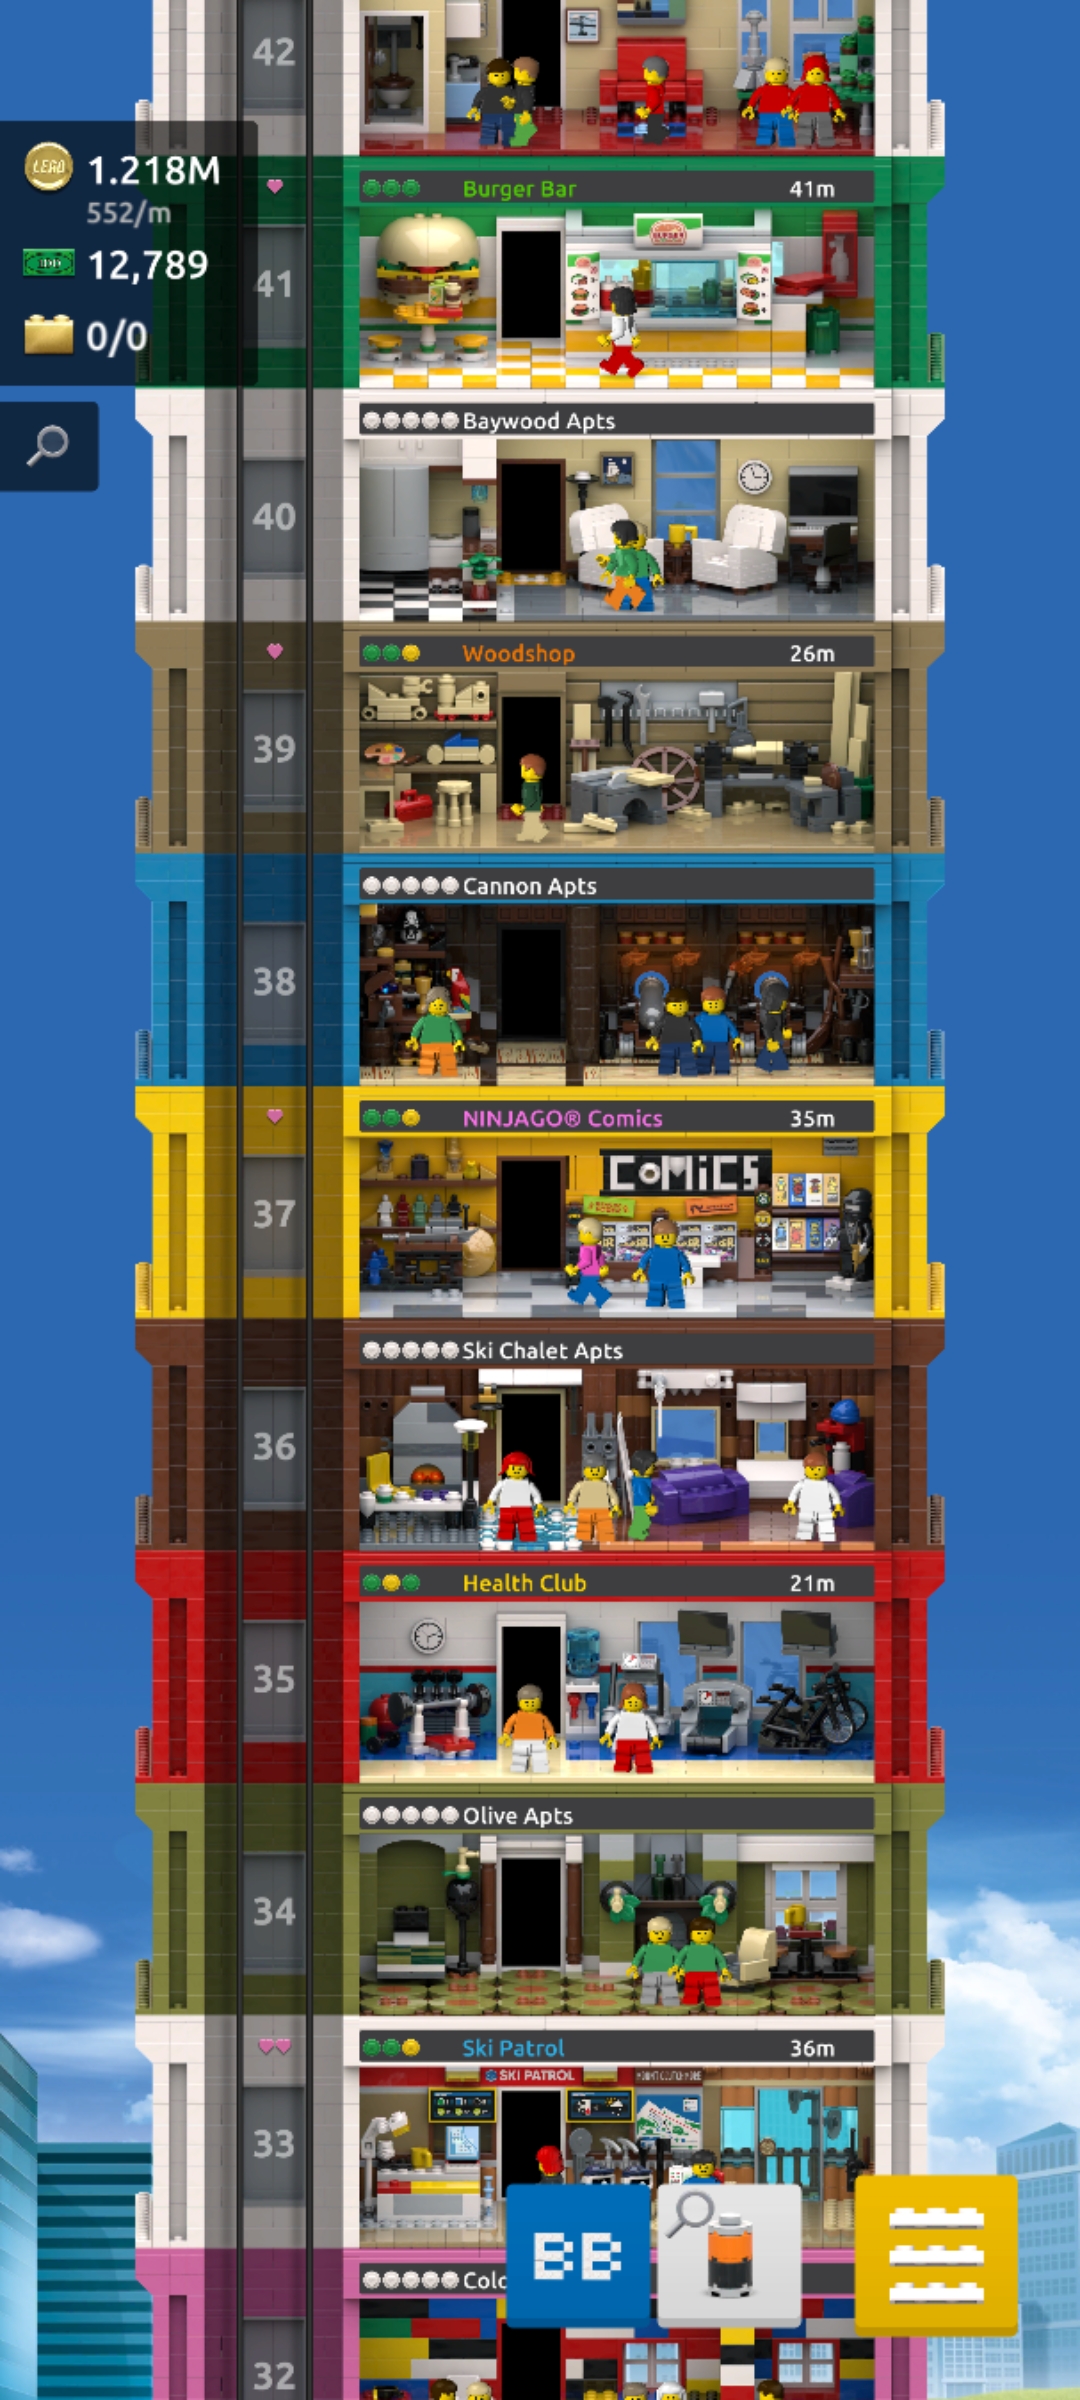 42
LEGO
1.218M
552/m
12,789
0/0
Burger Bar 41m
BURGER
41
Baywood Apts
40
Woodshop 26m
39
Cannon Apts
38
NINJAGO® Comics 35m
COMiCS
37
Ski Chalet Apts
36
Health Club 21m
35
Olive Apts
34
Ski Patrol 36m
SKI PATROL
33
BB
Colo
32